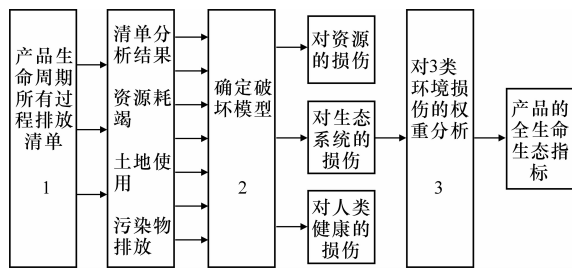 产品生
命周期
所有过
程排放
清单
1
清单分
析结果
资源耗
竭
土地使
用
污染物
排放
确定破
坏模型
2
对资源
的损伤
对生态
系统的
损伤
对人类
健康的
损伤
对3类
环境损
伤的权
重分析
3
产品的
全生命
生态指
标